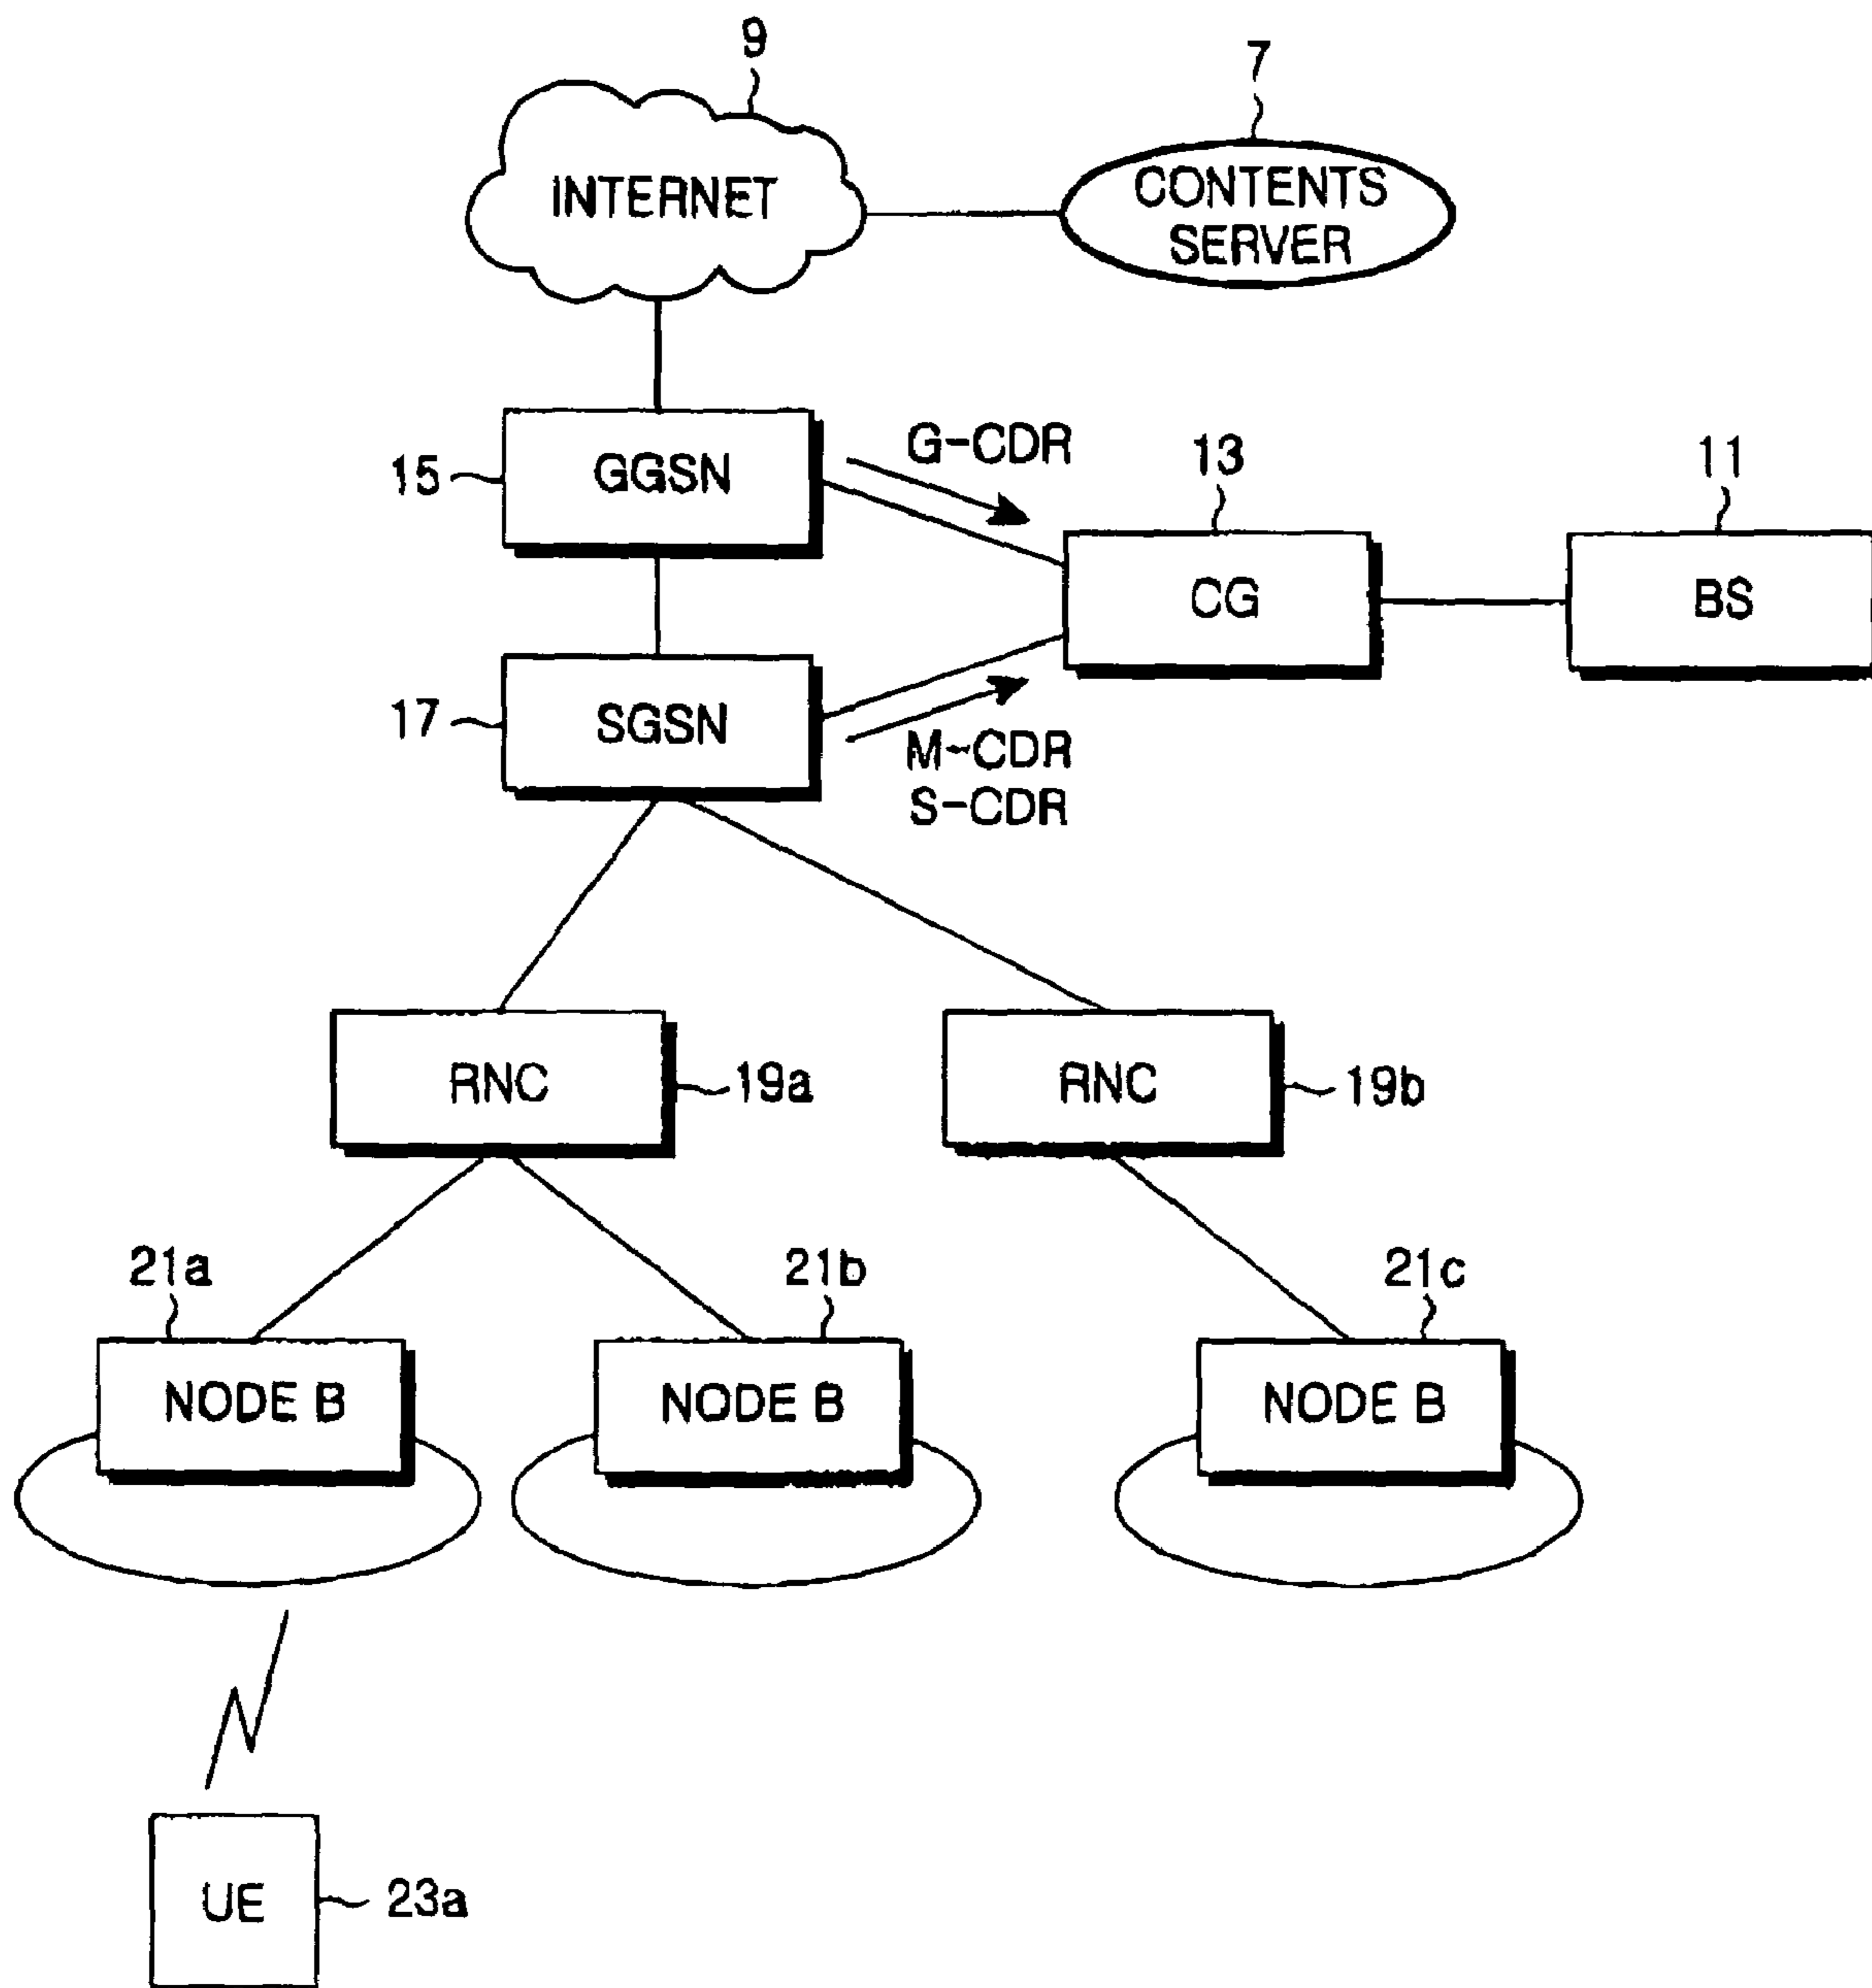 9
7
INTERNET
CONTENTS
SERVER
G-CDR
15
GGSN
13
11
CG
BS
17
SGSN
M-CDR
S-CDR
RNC
19a
RNC
19b
21a
21b
21c
NODE B
NODE B
NODE B
UE
23a